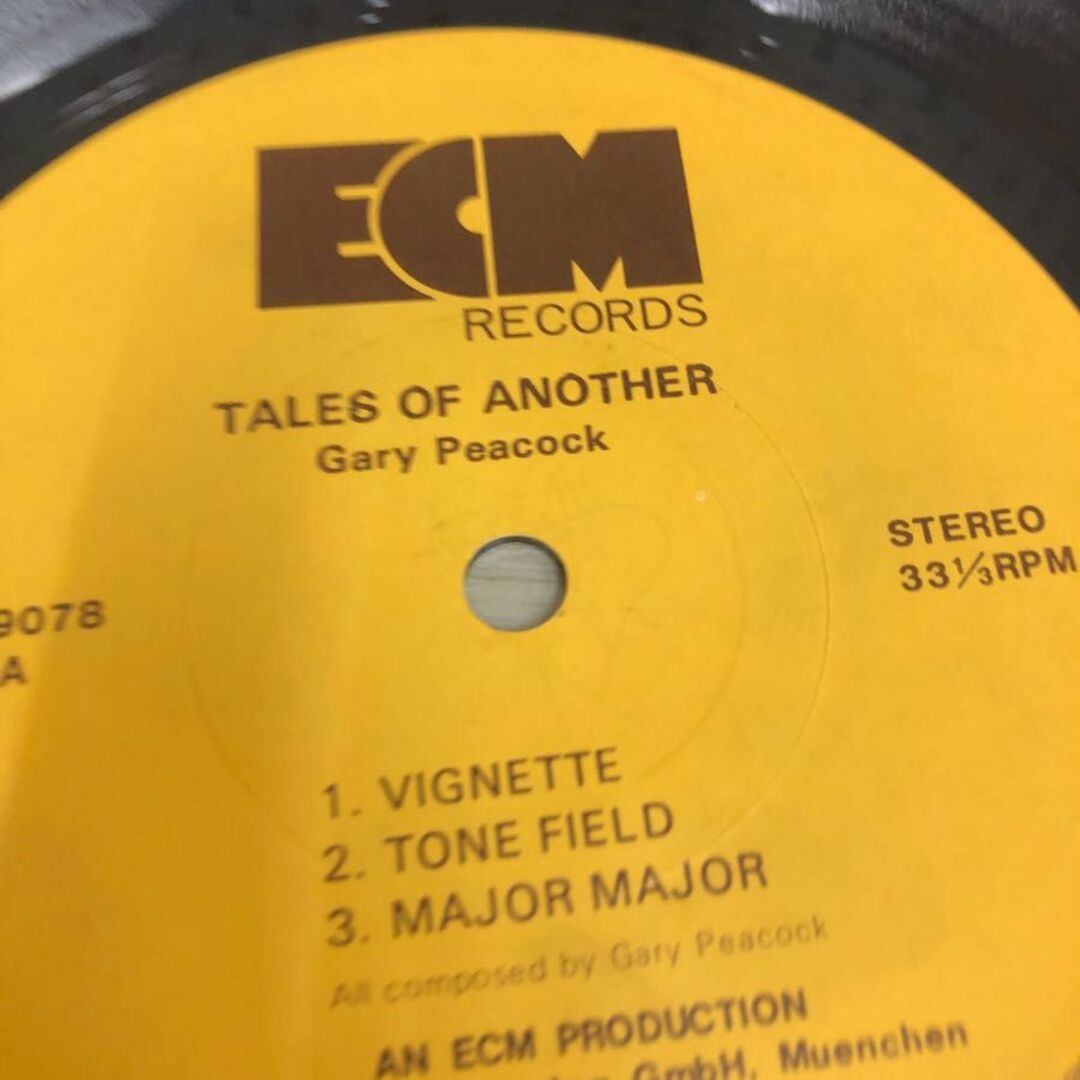 ECM
RECORDS
TALES OF ANOTHER
Gary Peacock
STEREO
33⅓RPM
9078
A
1. VIGNETTE
2. TONE FIELD
3. MAJOR MAJOR
All composed by Gary Peacock
AN ECM PRODUCTION
GmbH, Muenchen